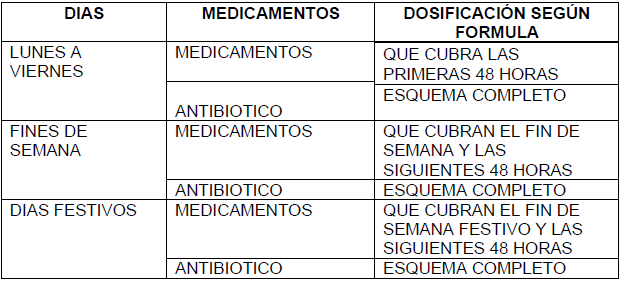 DIAS MEDICAMENTOS DOSIFICACIÓN SEGÚN
FORMULA
LUNES A MEDICAMENTOS QUE CUBRA LAS
VIERNES PRIMERAS 48 HORAS
ANTIBIOTICO ESQUEMA COMPLETO
FINES DE MEDICAMENTOS QUE CUBRAN EL FIN DE
SEMANA SEMANA Y LAS
SIGUIENTES 48 HORAS
ANTIBIOTICO ESQUEMA COMPLETO
DIAS FESTIVOS MEDICAMENTOS QUE CUBRAN EL FIN DE
SEMANA FESTIVO Y LAS
SIGUIENTES 48 HORAS
ANTIBIOTICO ESQUEMA COMPLETO